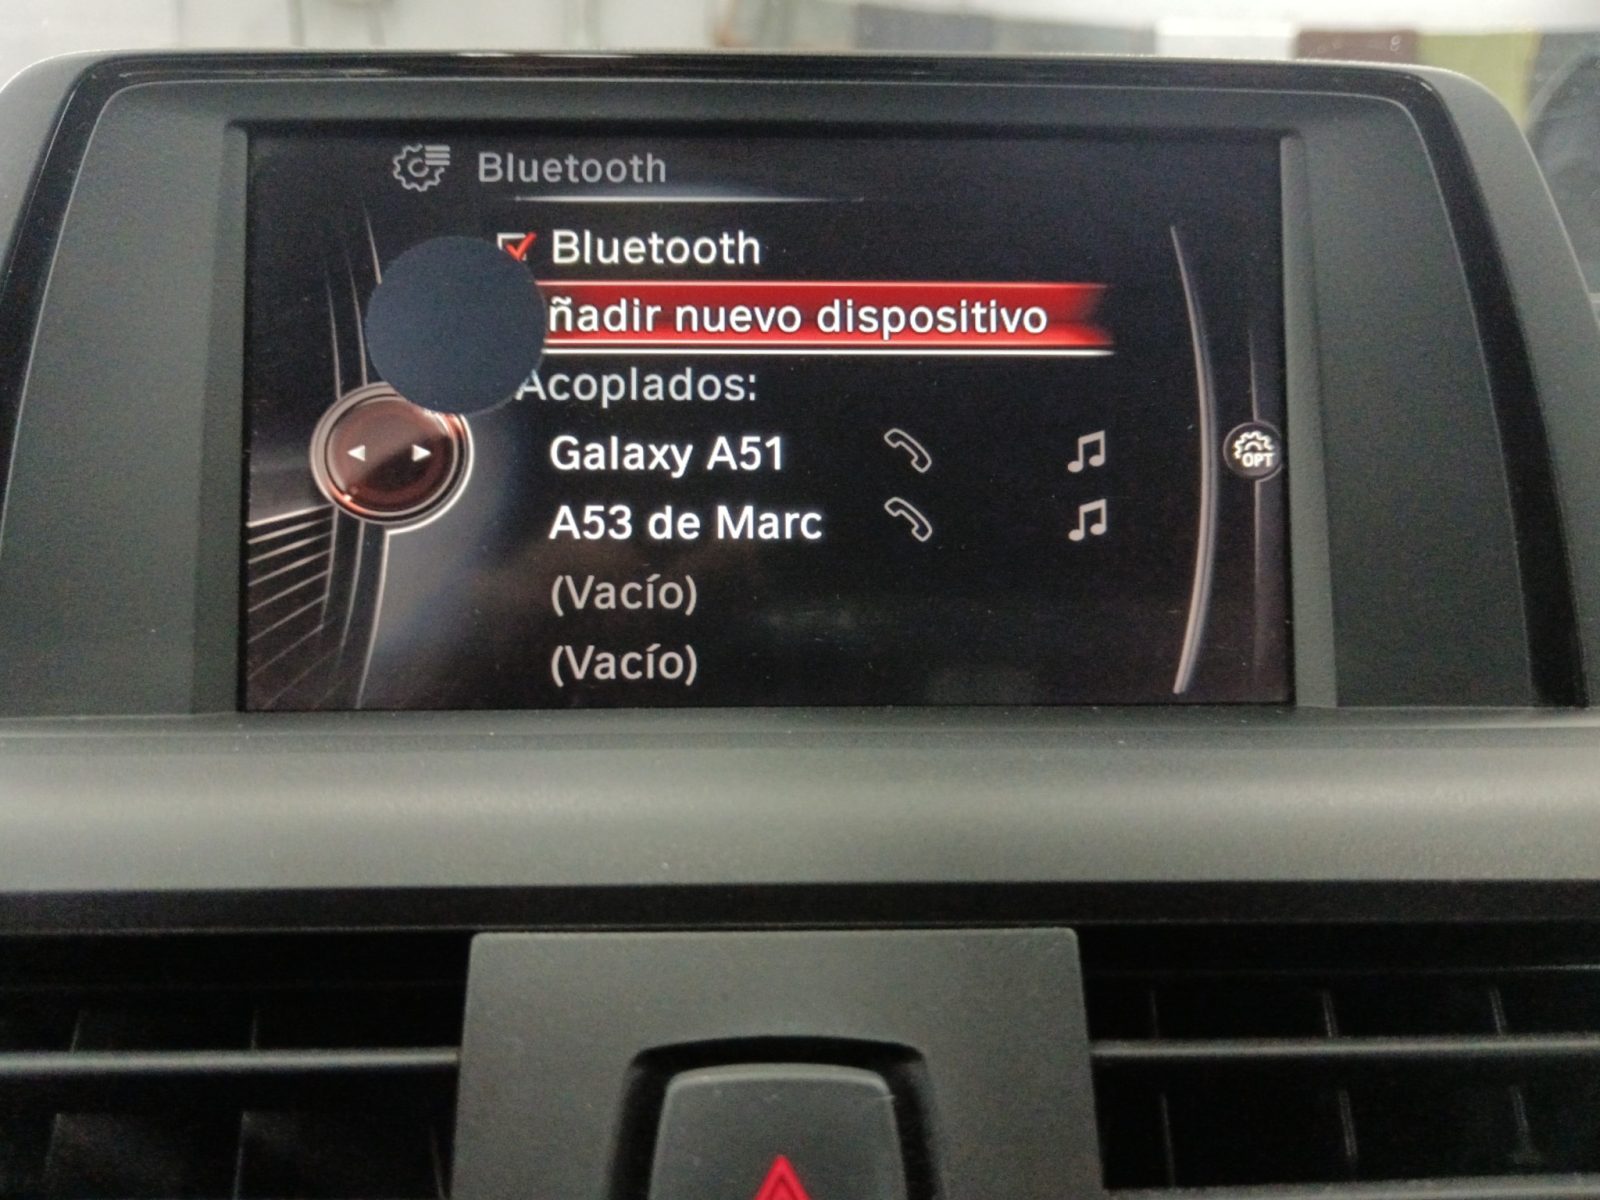 Bluetooth
Bluetooth
ñadir nuevo dispositivo
Acoplados:
Galaxy A51
A53 de Marc
(Vacío)
(Vacío)
OPT